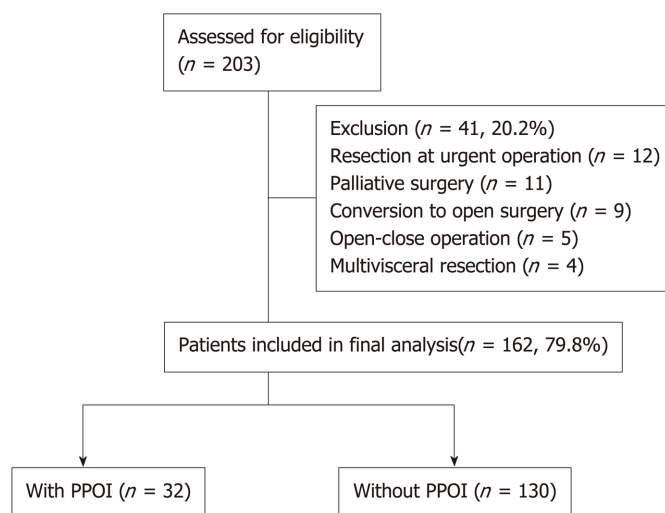 Assessed for eligibility
(n = 203)
Exclusion (n = 41, 20.2%)
Resection at urgent operation (n = 12)
Palliative surgery (n = 11)
Conversion to open surgery (n = 9)
Open-close operation (n = 5)
Multivisceral resection (n = 4)
Patients included in final analysis(n = 162, 79.8%)
With PPOI (n = 32)
Without PPOI (n = 130)